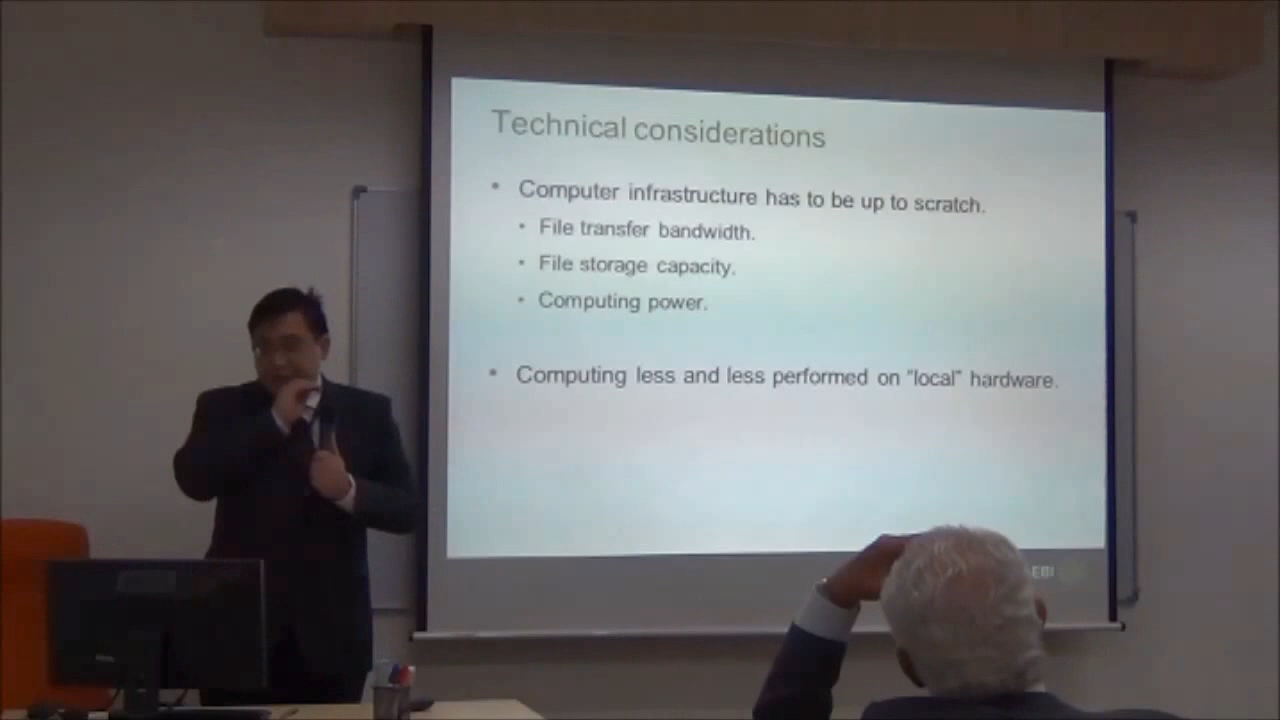 Technical considerations
• Computer infrastructure has to be up to scratch.
• File transfer bandwidth.
• File storage capacity.
• Computing power.
• Computing less and less performed on "local" hardware.
EBI